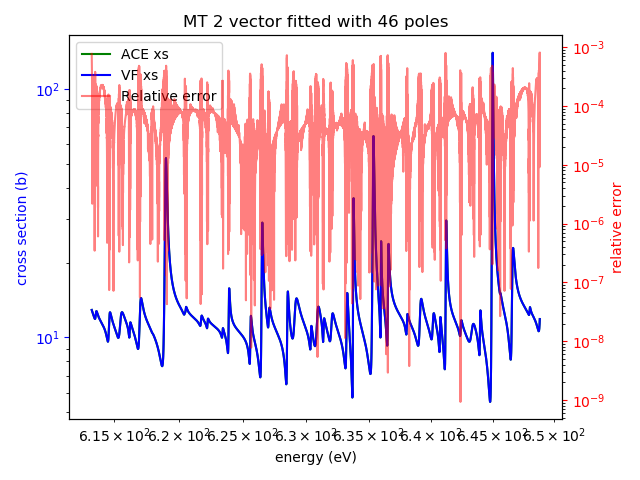 MT 2 vector fitted with 46 poles
ACE xs
VF xs
Relative error
cross section (b)
10²
10¹
relative error
10⁻³
10⁻⁴
10⁻⁵
10⁻⁶
10⁻⁷
10⁻⁸
10⁻⁹
6.15 × 10² 6.2 × 10² 6.25 × 10² 6.3 × 10² 6.35 × 10² 6.4 × 10² 6.45 × 10² 6.5 × 10²
energy (eV)